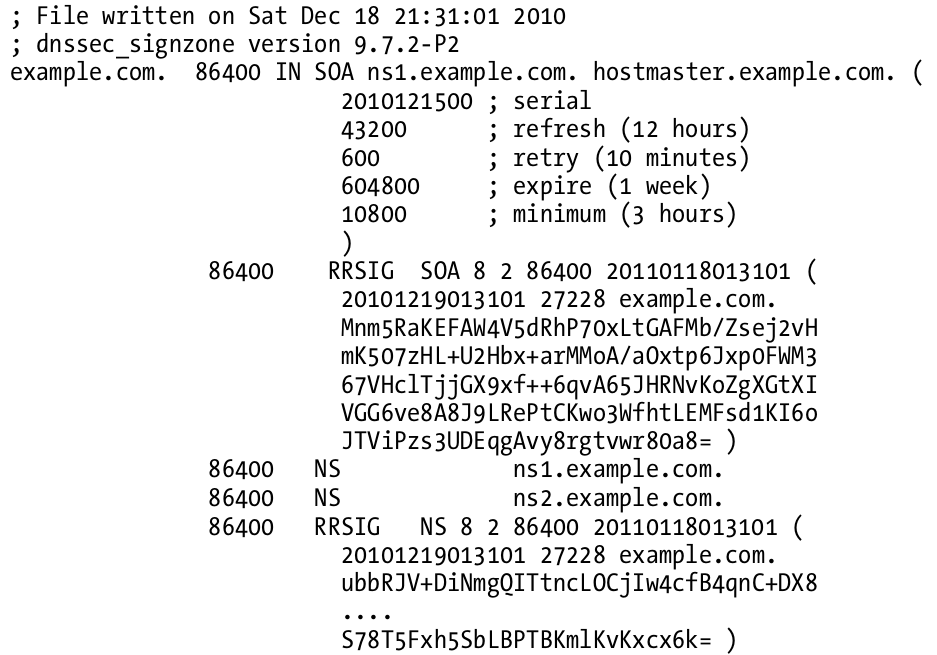 ; File written on Sat Dec 18 21:31:01 2010
; dnssec_signzone version 9.7.2-P2
example.com.  86400 IN SOA ns1.example.com. hostmaster.example.com. (
2010121500 ; serial
43200      ; refresh (12 hours)
600        ; retry (10 minutes)
604800     ; expire (1 week)
10800      ; minimum (3 hours)
)
86400    RRSIG  SOA 8 2 86400 20110118013101 (
20101219013101 27228 example.com.
Mnm5RaKEFAW4V5dRhP7OxLtGAFMb/Zsej2vH
mK507zHL+U2Hbx+arMMoA/aOxtp6JxpOFWM3
67VHclTjjGX9xf++6qvA65JHRNvKoZgXGtXI
VGG6ve8A8J9LRePtCKwo3WfhtLEMFsd1KI6o
JTViPzs3UDEqgAvy8rgtvwr8Oa8= )
86400   NS             ns1.example.com.
86400   NS             ns2.example.com.
86400   RRSIG   NS 8 2 86400 20110118013101 (
20101219013101 27228 example.com.
ubbRJV+DiNmgQITtncLOCjIw4cfB4qnC+DX8
....
S78T5Fxh5SbLBPTBKmlKvKxcx6k= )